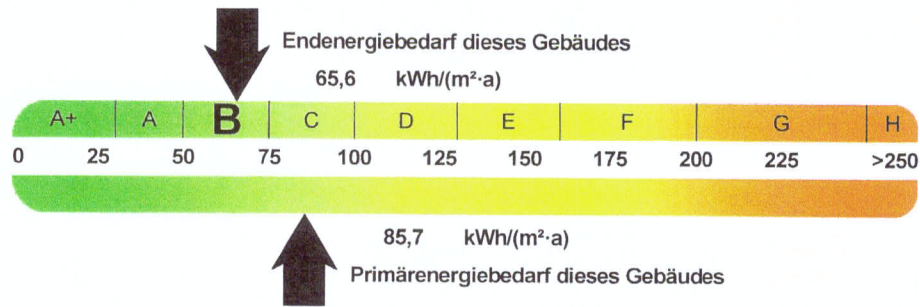 Endenergiebedarf dieses Gebäudes
65,6 kWh/(m²·a)
A+ A B C D E F G H
0 25 50 75 100 125 150 175 200 225 >250
85,7 kWh/(m²·a)
Primärenergiebedarf dieses Gebäudes